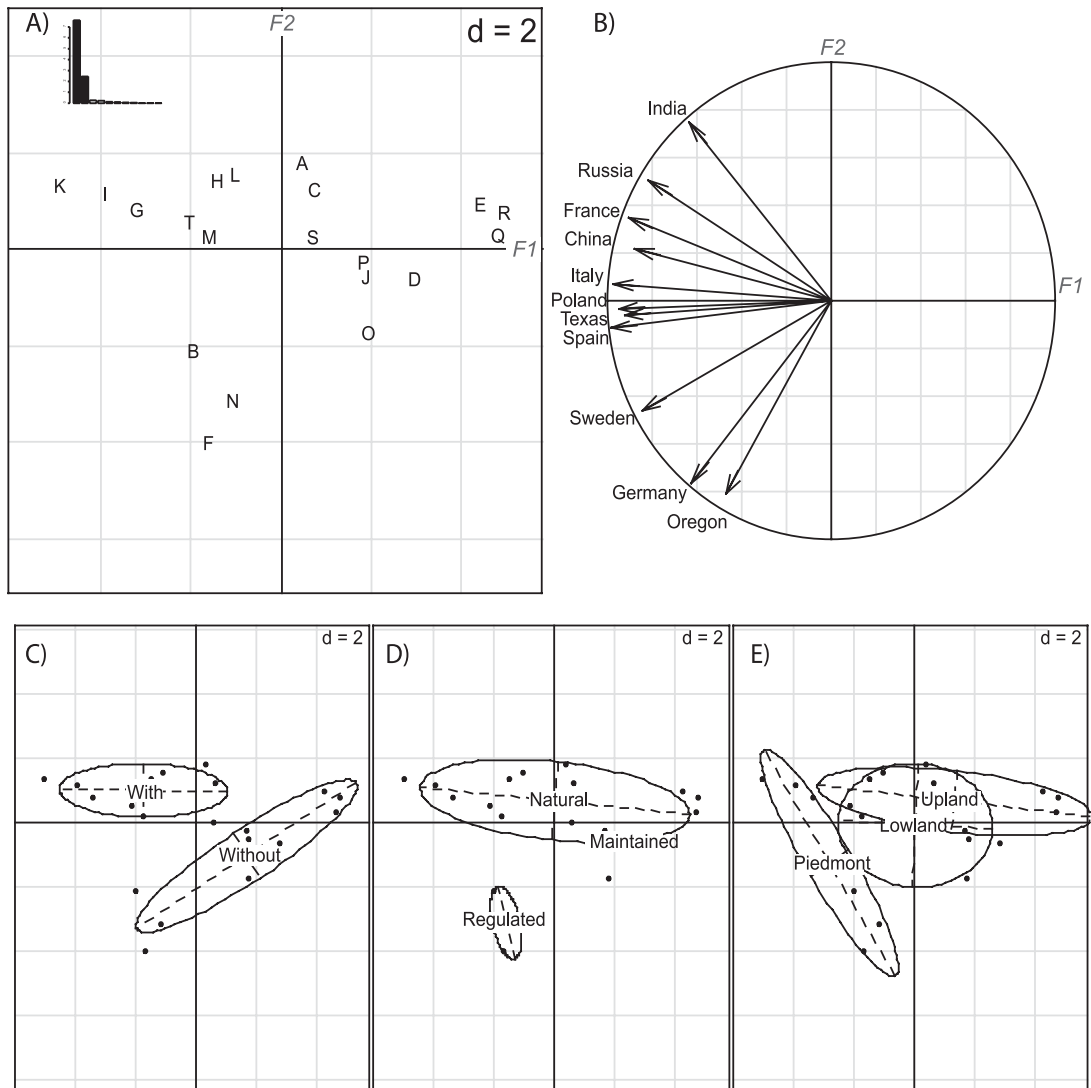 A)
F2
d = 2
A
K
I
H
L
C
G
E
R
T
M
S
Q
F1
P
J
D
O
B
N
F
B)
F2
India
Russia
France
China
Italy
Poland
Texas
Spain
F1
Sweden
Germany
Oregon
C)
d = 2
With
Without
D)
d = 2
Natural
Maintained
Regulated
E)
d = 2
Upland
Lowland
Piedmont